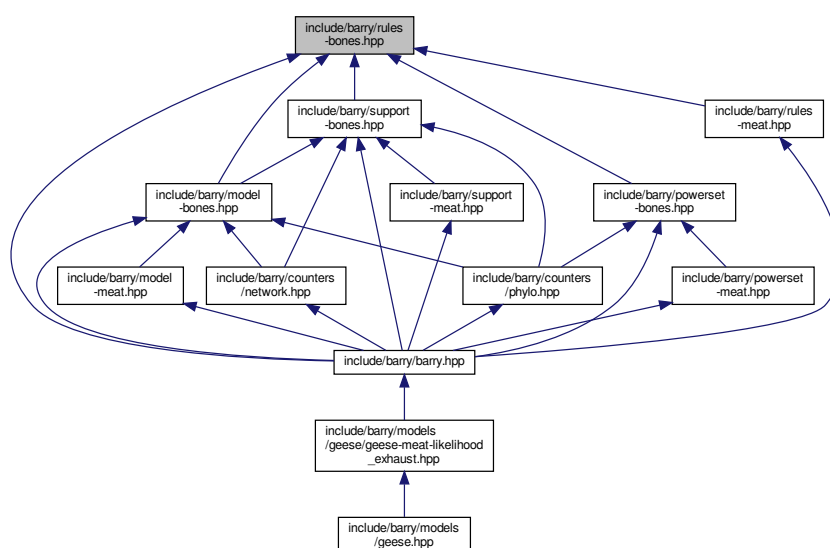 include/barry/rules
-bones.hpp
include/barry/support
-bones.hpp
include/barry/rules
-meat.hpp
include/barry/model
-bones.hpp
include/barry/support
-meat.hpp
include/barry/powerset
-bones.hpp
include/barry/model
-meat.hpp
include/barry/counters
/network.hpp
include/barry/counters
/phylo.hpp
include/barry/powerset
-meat.hpp
include/barry/barry.hpp
include/barry/models
/geese/geese-meat-likelihood
_exhaust.hpp
include/barry/models
/geese.hpp